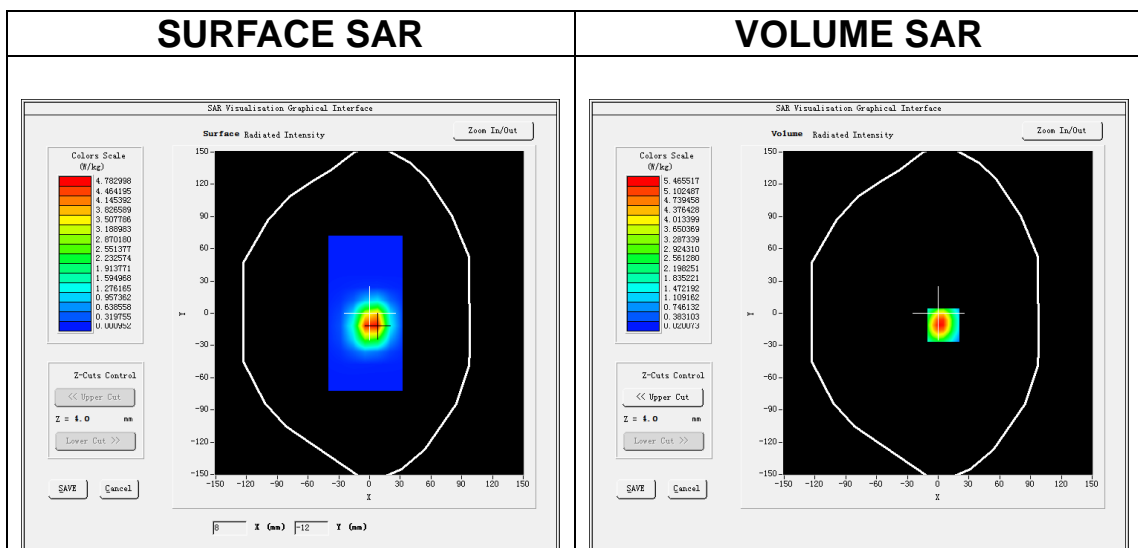 SURFACE SAR
VOLUME SAR
SAR Visualisation Graphical Interface
Surface Radiated Intensity
Zoom In/Out
Colors Scale
(W/kg)
4.782998
4.464195
4.145392
3.826589
3.507786
3.188983
2.870180
2.551377
2.232574
1.913771
1.594968
1.276165
0.957362
0.638558
0.319755
0.000952
Z-Cuts Control
<< Upper Cut
Z = 4.0 mm
Lower Cut >>
SAVE Cancel
150
120
90
60
30
0
-30
-60
-90
-120
-150
Y
-150 -120 -90 -60 -30 0 30 60 90 120 150
X
8 X (mm) -12 Y (mm)
SAR Visualisation Graphical Interface
Volume Radiated Intensity
Zoom In/Out
Colors Scale
(W/kg)
5.465517
5.102487
4.739458
4.376428
4.013399
3.650369
3.287339
2.924310
2.561280
2.198251
1.835221
1.472192
1.109162
0.746132
0.383103
0.020073
Z-Cuts Control
<< Upper Cut
Z = 4.0 mm
Lower Cut >>
SAVE Cancel
150
120
90
60
30
0
-30
-60
-90
-120
-150
Y
-150 -120 -90 -60 -30 0 30 60 90 120 150
X